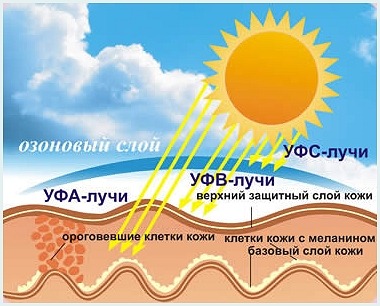 озоновый слой
УФС-лучи
УФВ-лучи
УФА-лучи
верхний защитный слой кожи
ороговевшие клетки кожи
клетки кожи с меланином
базовый слой кожи